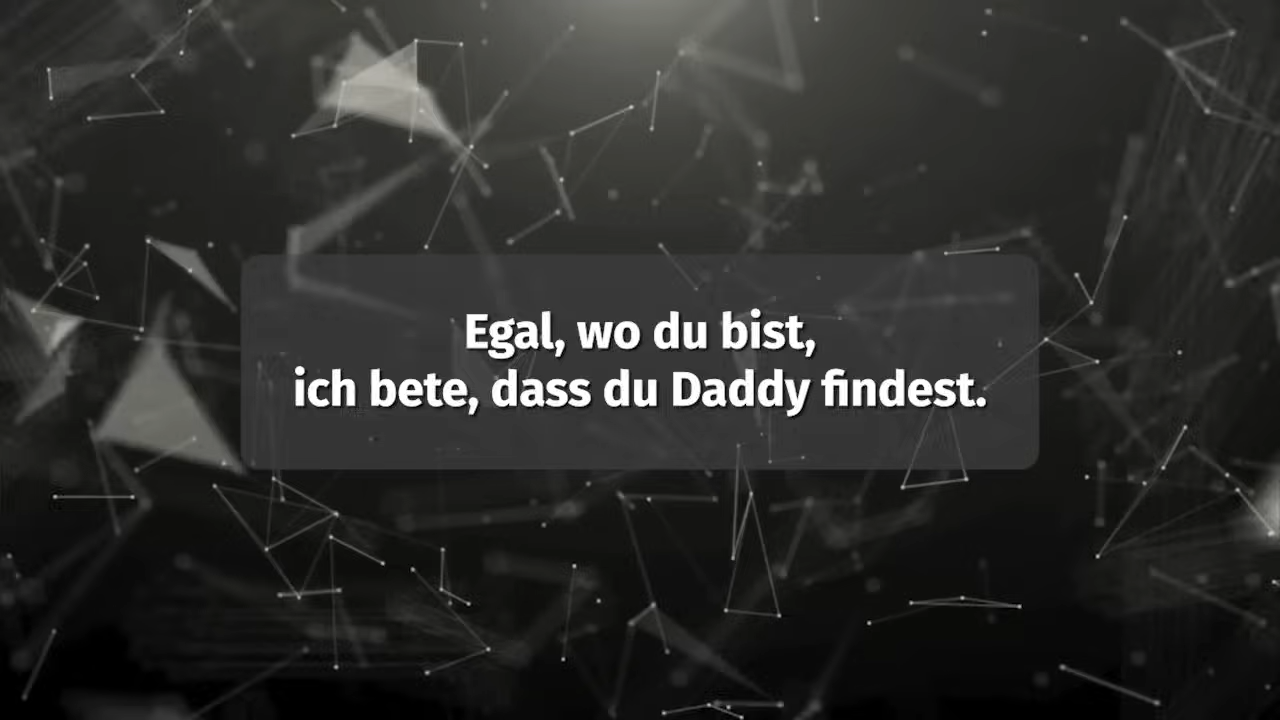 Egal, wo du bist,
ich bete, dass du Daddy findest.